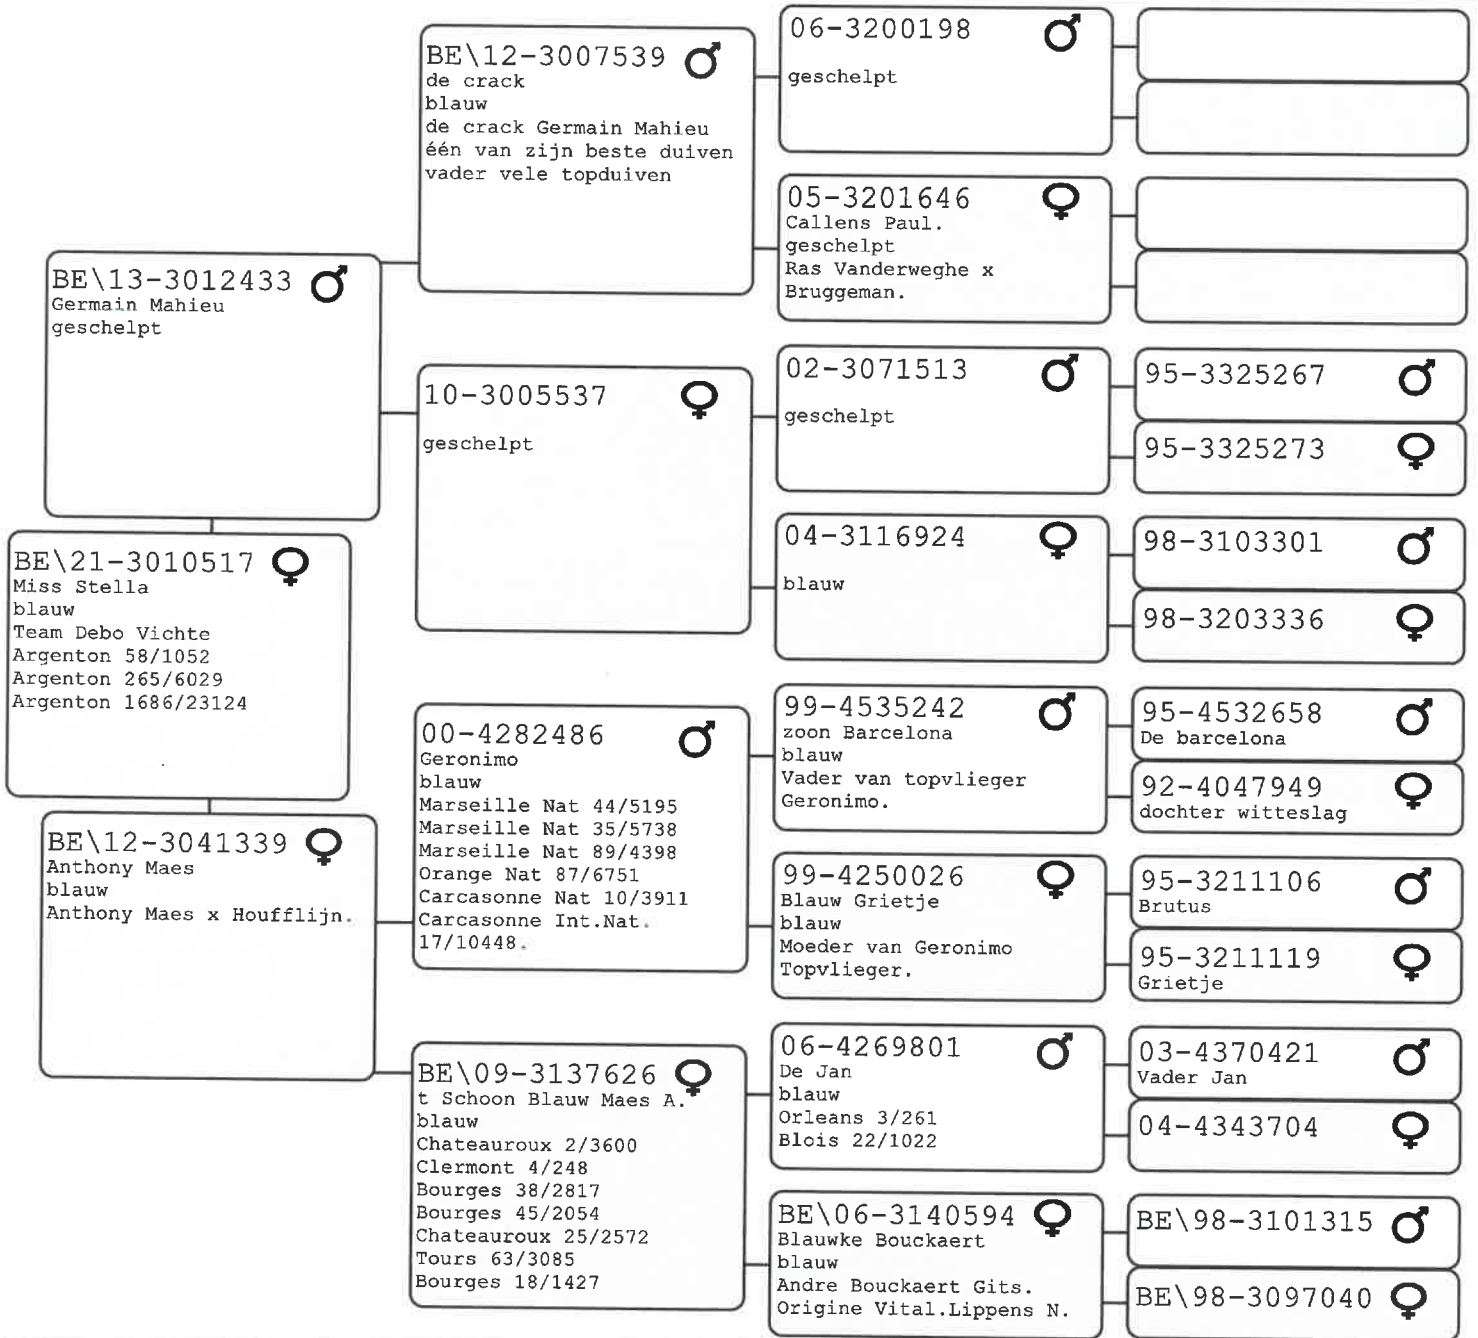 BE\21-3010517
Miss Stella
blauw
Team Debo Vichte
Argenton 58/1052
Argenton 265/6029
Argenton 1686/23124
BE\13-3012433
Germain Mahieu
geschelpt
BE\12-3041339
Anthony Maes
blauw
Anthony Maes x Houfflijn.
BE\12-3007539
de crack
blauw
de crack Germain Mahieu
één van zijn beste duiven
vader vele topduiven
10-3005537
geschelpt
00-4282486
Geronimo
blauw
Marseille Nat 44/5195
Marseille Nat 35/5738
Marseille Nat 89/4398
Orange Nat 87/6751
Carcasonne Nat 10/3911
Carcasonne Int.Nat.
17/10448.
BE\09-3137626
t Schoon Blauw Maes A.
blauw
Chateauroux 2/3600
Clermont 4/248
Bourges 38/2817
Bourges 45/2054
Chateauroux 25/2572
Tours 63/3085
Bourges 18/1427
06-3200198
geschelpt
05-3201646
Callens Paul.
geschelpt
Ras Vanderweghe x
Bruggeman.
02-3071513
geschelpt
04-3116924
blauw
99-4535242
zoon Barcelona
blauw
Vader van topvlieger
Geronimo.
99-4250026
Blauw Grietje
blauw
Moeder van Geronimo
Topvlieger.
06-4269801
De Jan
blauw
Orleans 3/261
Blois 22/1022
BE\06-3140594
Blauwke Bouckaert
blauw
Andre Bouckaert Gits.
Origine Vital.Lippens N.
95-3325267
95-3325273
98-3103301
98-3203336
95-4532658
De barcelona
92-4047949
dochter witteslag
95-3211106
Brutus
95-3211119
Grietje
03-4370421
Vader Jan
04-4343704
BE\98-3101315
BE\98-3097040